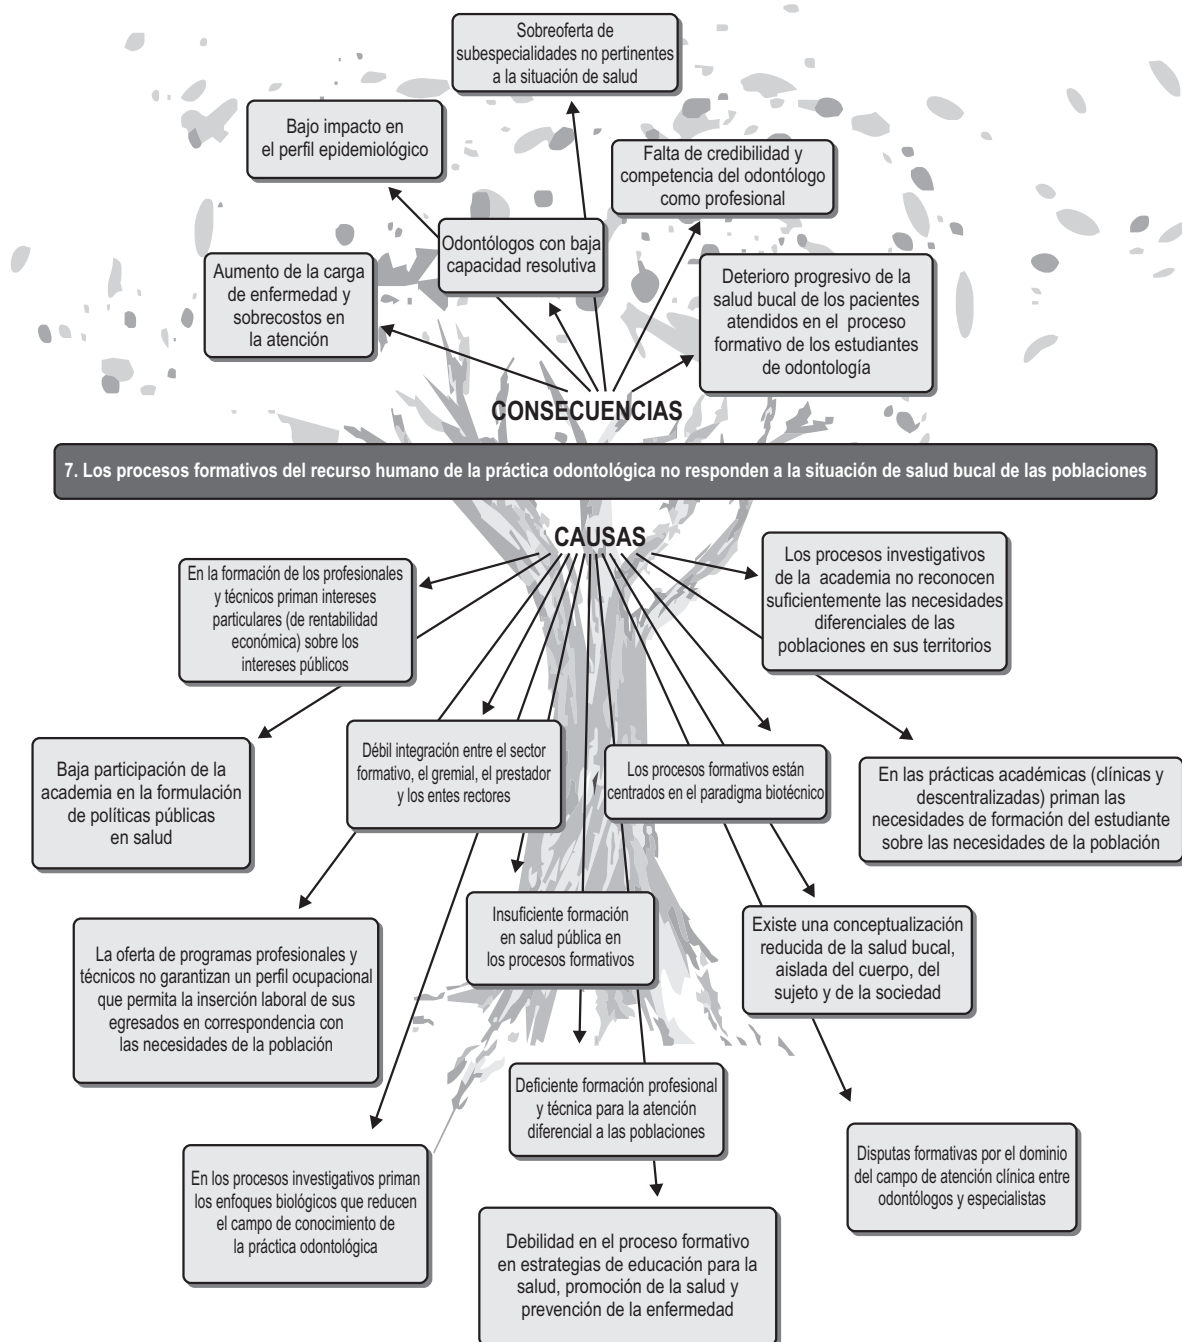 Sobreoferta de
subespecialidades no pertinentes
a la situación de salud
Bajo impacto en
el perfil epidemiológico
Falta de credibilidad y
competencia del odontólogo
como profesional
Odontólogos con baja
capacidad resolutiva
Aumento de la carga
de enfermedad y
sobrecostos en
la atención
Deterioro progresivo de la
salud bucal de los pacientes
atendidos en el proceso
formativo de los estudiantes
de odontología
CONSECUENCIAS
7. Los procesos formativos del recurso humano de la práctica odontológica no responden a la situación de salud bucal de las poblaciones
CAUSAS
En la formación de los profesionales
y técnicos priman intereses
particulares (de rentabilidad
económica) sobre los
intereses públicos
Los procesos investigativos
de la academia no reconocen
suficientemente las necesidades
diferenciales de las
poblaciones en sus territorios
Baja participación de la
academia en la formulación
de políticas públicas
en salud
Débil integración entre el sector
formativo, el gremial, el prestador
y los entes rectores
Los procesos formativos están
centrados en el paradigma biotécnico
En las prácticas académicas (clínicas y
descentralizadas) priman las
necesidades de formación del estudiante
sobre las necesidades de la población
La oferta de programas profesionales y
técnicos no garantizan un perfil ocupacional
que permita la inserción laboral de sus
egresados en correspondencia con
las necesidades de la población
Insuficiente formación
en salud pública en
los procesos formativos
Existe una conceptualización
reducida de la salud bucal,
aislada del cuerpo, del
sujeto y de la sociedad
Deficiente formación profesional
y técnica para la atención
diferencial a las poblaciones
Disputas formativas por el dominio
del campo de atención clínica entre
odontólogos y especialistas
En los procesos investigativos priman
los enfoques biológicos que reducen
el campo de conocimiento de
la práctica odontológica
Debilidad en el proceso formativo
en estrategias de educación para la
salud, promoción de la salud y
prevención de la enfermedad